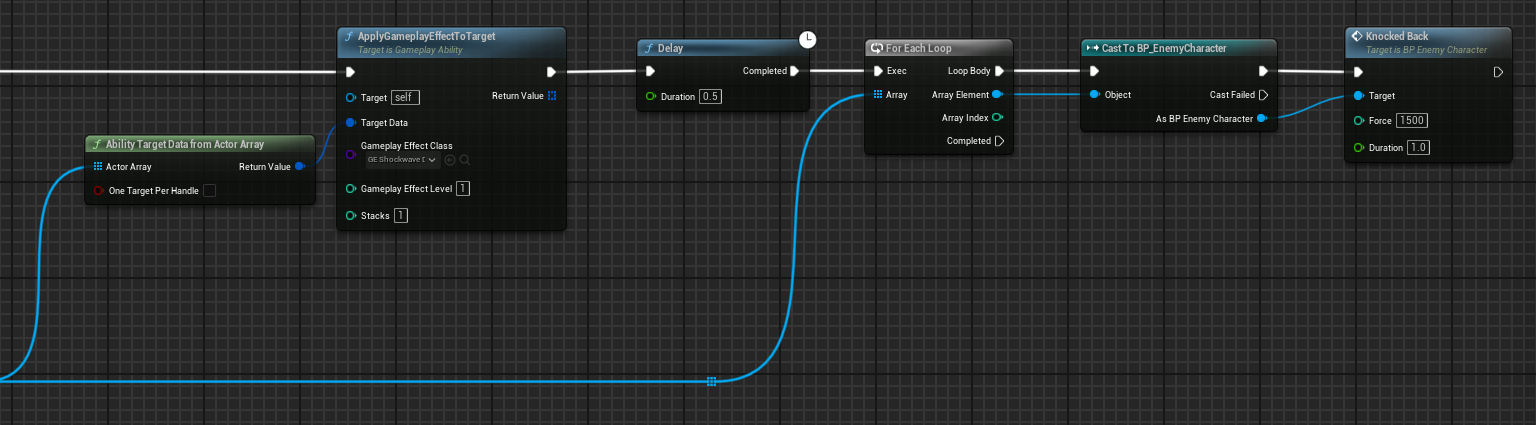 ApplyGameplayEffectToTarget
Target is Gameplay Ability
Target
self
Return Value
Target Data
Gameplay Effect Class
GE Shockwave
Gameplay Effect Level
1
Stacks
1
Ability Target Data from Actor Array
Actor Array
Return Value
One Target Per Handle
Delay
Completed
Duration
0.5
For Each Loop
Exec
Loop Body
Array
Array Element
Array Index
Completed
Cast To BP_EnemyCharacter
Object
Cast Failed
As BP Enemy Character
Knocked Back
Target is BP Enemy Character
Target
Force
1500
Duration
1.0